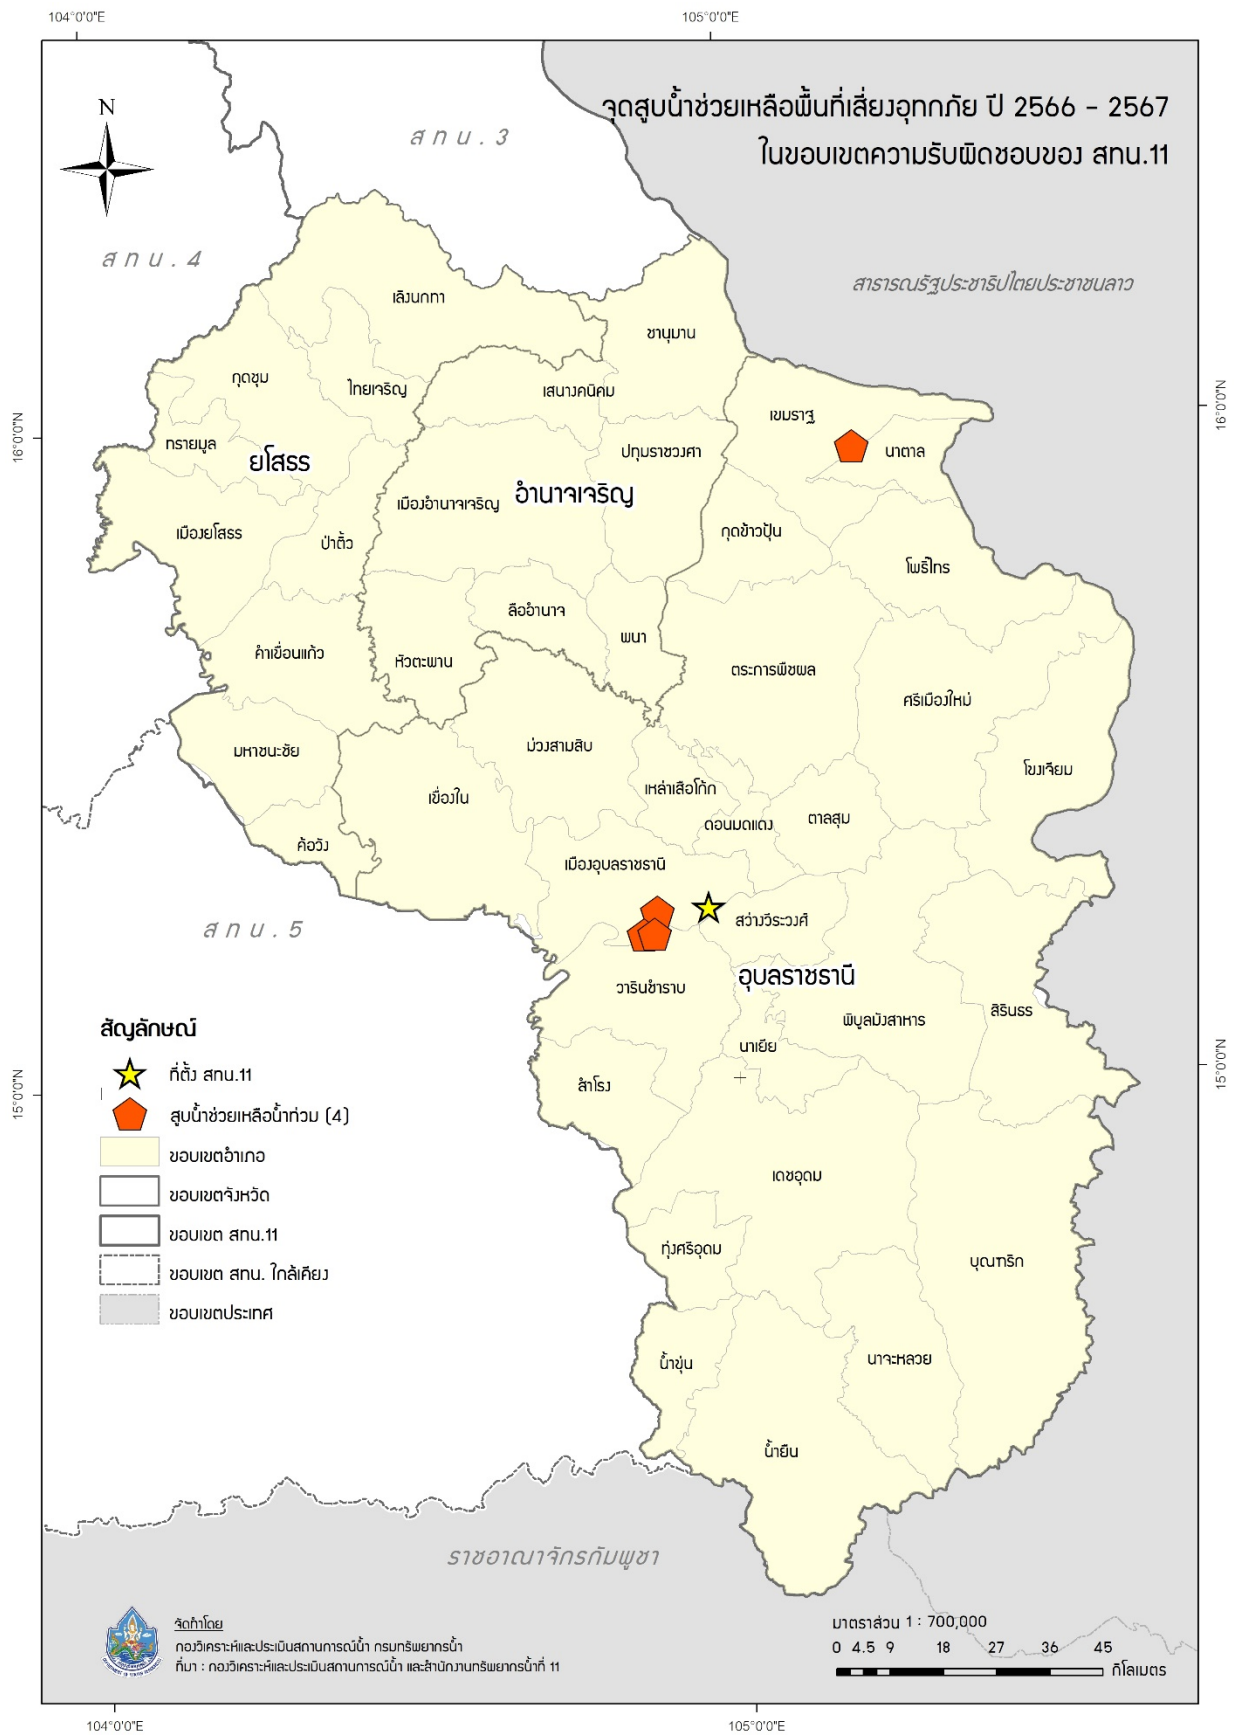 104°0'0"E
105°0'0"E
จุดสูบน้ำช่วยเหลือพื้นที่เสี่ยงอุทกภัย ปี 2566 - 2567
ในขอบเขตความรับผิดชอบของ สทน.11
N
สทน.3
สทน.4
สาธารณรัฐประชาธิปไตยประชาชนลาว
เลิงนกทา
ชานุมาน
กุดชุม
ไทยเจริญ
เสนางคนิคม
เขมราฐ
16°0'0"N
16°0'0"N
ทรายมูล
ยโสธร
ปทุมราชวงศา
นาตาล
เมืองอำนาจเจริญ
อำนาจเจริญ
เมืองยโสธร
ป่าติ้ว
กุดข้าวปุ้น
โพธิ์ไทร
ลืออำนาจ
พนา
คำเขื่อนแก้ว
หัวตะพาน
ตระการพืชผล
ศรีเมืองใหม่
มหาชนะชัย
ม่วงสามสิบ
โขงเจียม
เขื่องใน
เหล่าเสือโก้ก
ดอนมดแดง
ตาลสุม
ค้อวัง
เมืองอุบลราชธานี
สทน.5
สว่างวีระวงศ์
วารินชำราบ
อุบลราชธานี
พิบูลมังสาหาร
สิรินธร
นาเยีย
สำโรง
15°0'0"N
15°0'0"N
สัญลักษณ์
ที่ตั้ง สทน.11
สูบน้ำช่วยเหลือน้ำท่วม (4)
ขอบเขตอำเภอ
ขอบเขตจังหวัด
ขอบเขต สทน.11
ขอบเขต สทน. ใกล้เคียง
ขอบเขตประเทศ
เดชอุดม
ทุ่งศรีอุดม
บุณฑริก
น้ำขุ่น
นาจะหลวย
น้ำยืน
ราชอาณาจักรกัมพูชา
จัดทำโดย
กองวิเคราะห์และประเมินสถานการณ์น้ำ กรมทรัพยากรน้ำ
ที่มา : กองวิเคราะห์และประเมินสถานการณ์น้ำ และสำนักงานทรัพยากรน้ำที่ 11
มาตราส่วน 1 : 700,000
0 4.5 9 18 27 36 45
กิโลเมตร
104°0'0"E
105°0'0"E